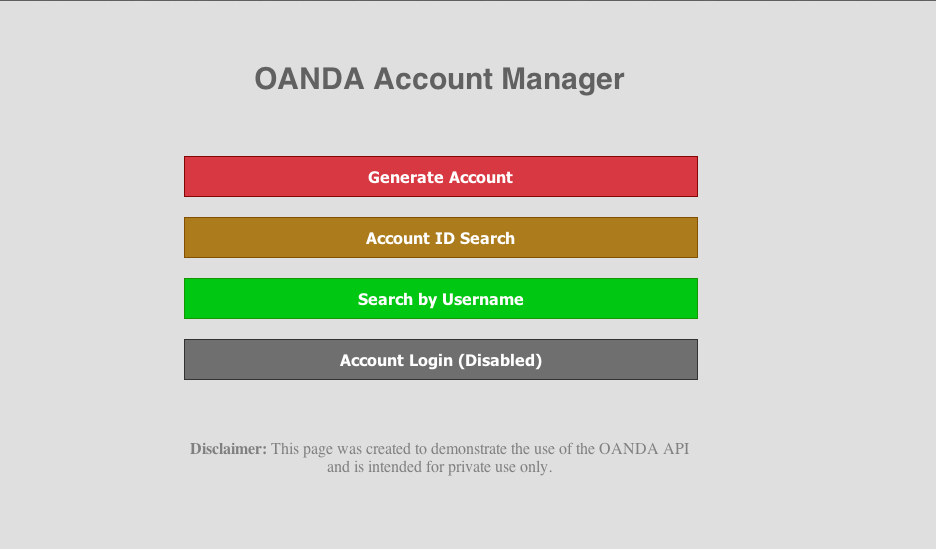 OANDA Account Manager
Generate Account
Account ID Search
Search by Username
Account Login (Disabled)
Disclaimer: This page was created to demonstrate the use of the OANDA API
and is intended for private use only.